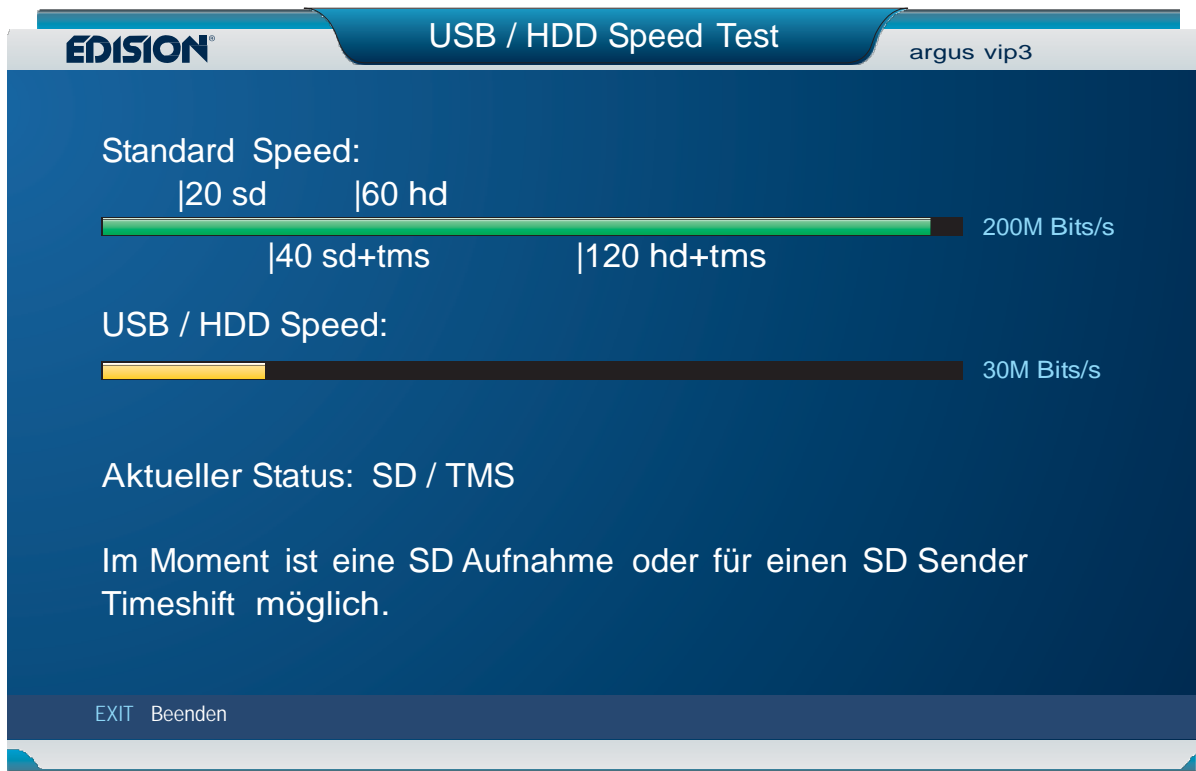 EDISION®
USB / HDD Speed Test
argus vip3
Standard Speed:
|20 sd |60 hd
200M Bits/s
|40 sd+tms |120 hd+tms
USB / HDD Speed:
30M Bits/s
Aktueller Status: SD / TMS
Im Moment ist eine SD Aufnahme oder für einen SD Sender
Timeshift möglich.
EXIT Beenden